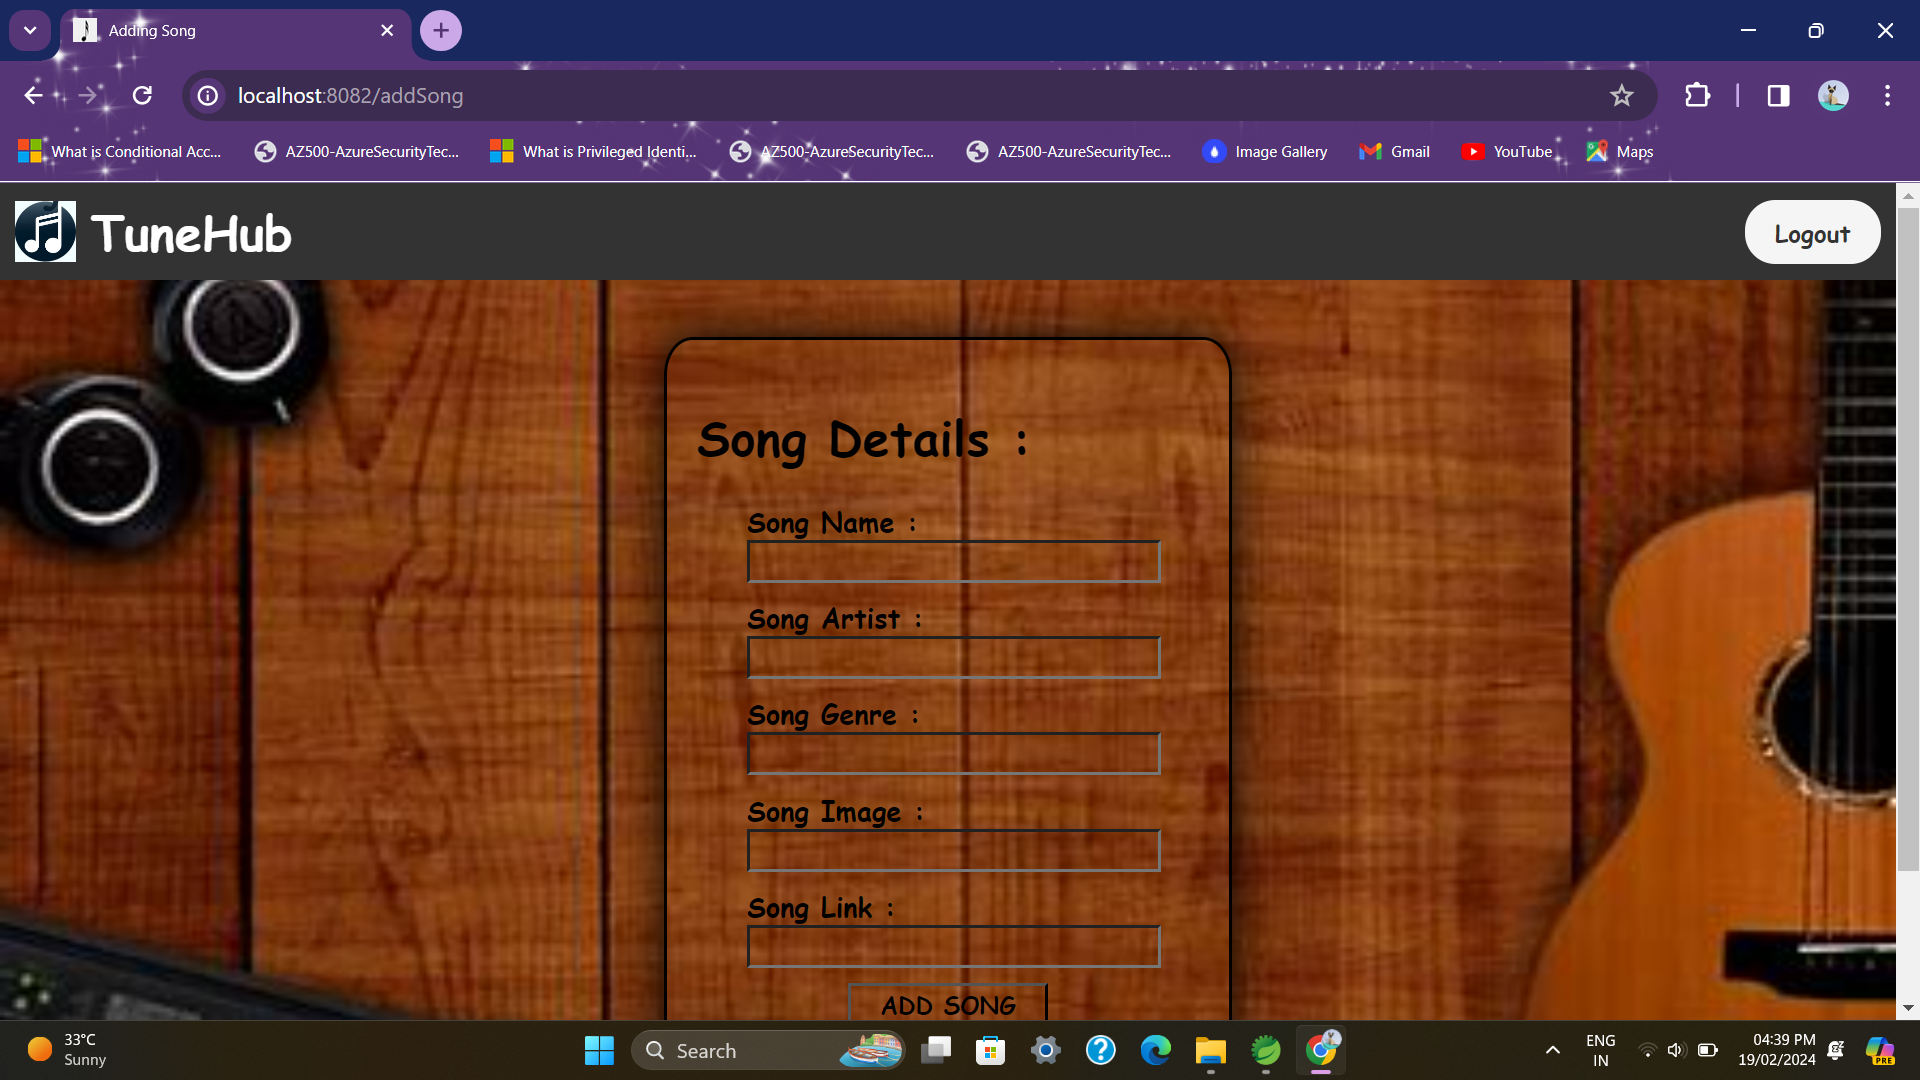 Adding Song
localhost:8082/addSong
What is Conditional Acc...
AZ500-AzureSecurityTec...
What is Privileged Identi...
AZ500-AzureSecurityTec...
AZ500-AzureSecurityTec...
Image Gallery
Gmail
YouTube
Maps
TuneHub
Logout
Song Details :
Song Name :
Song Artist :
Song Genre :
Song Image :
Song Link :
ADD SONG
33°C
Sunny
Search
ENG
IN
04:39 PM
19/02/2024
PRE